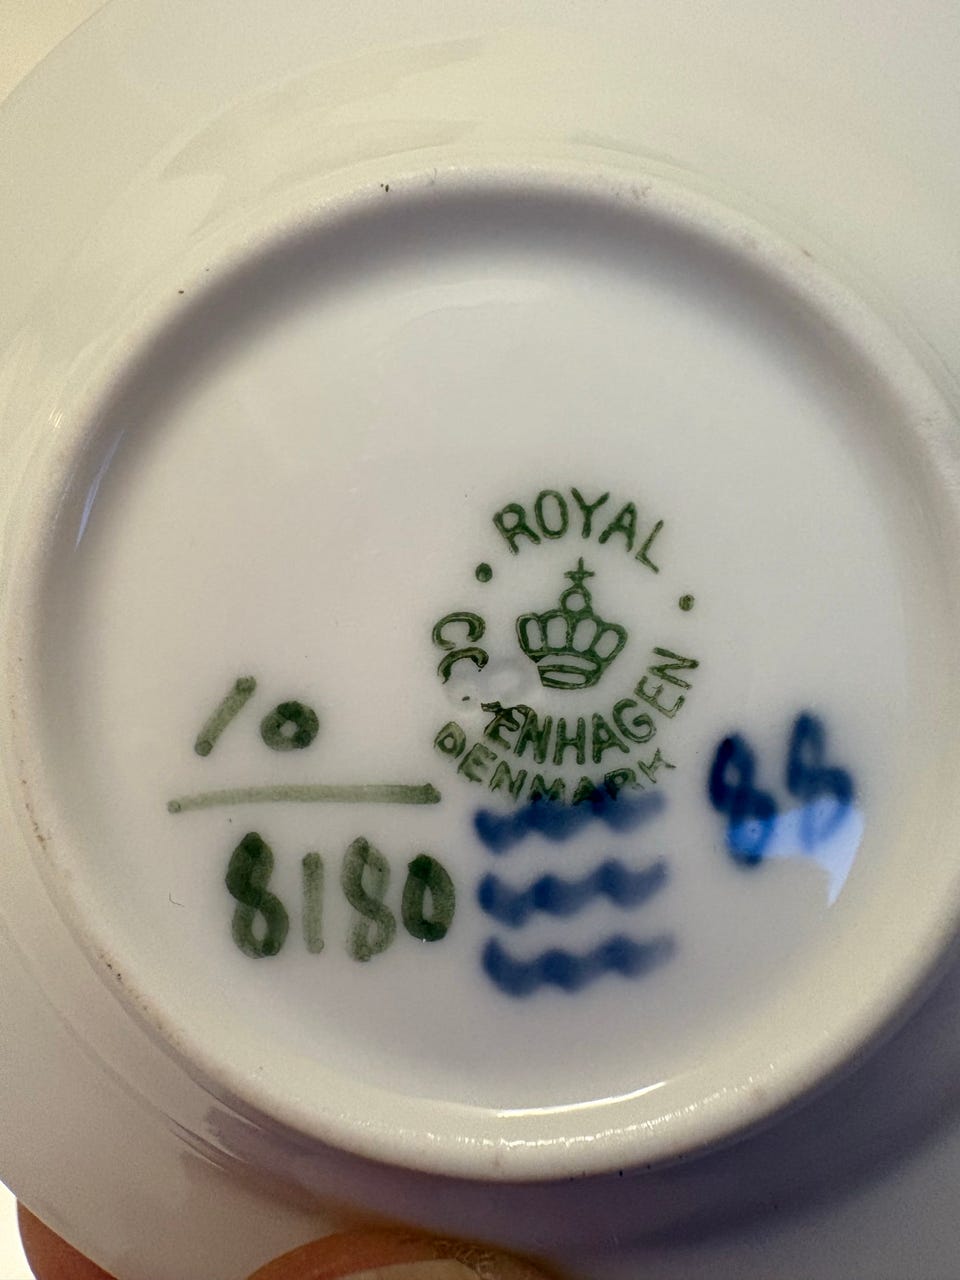 ROYAL
COPENHAGEN
DENMARK
10
8180
88